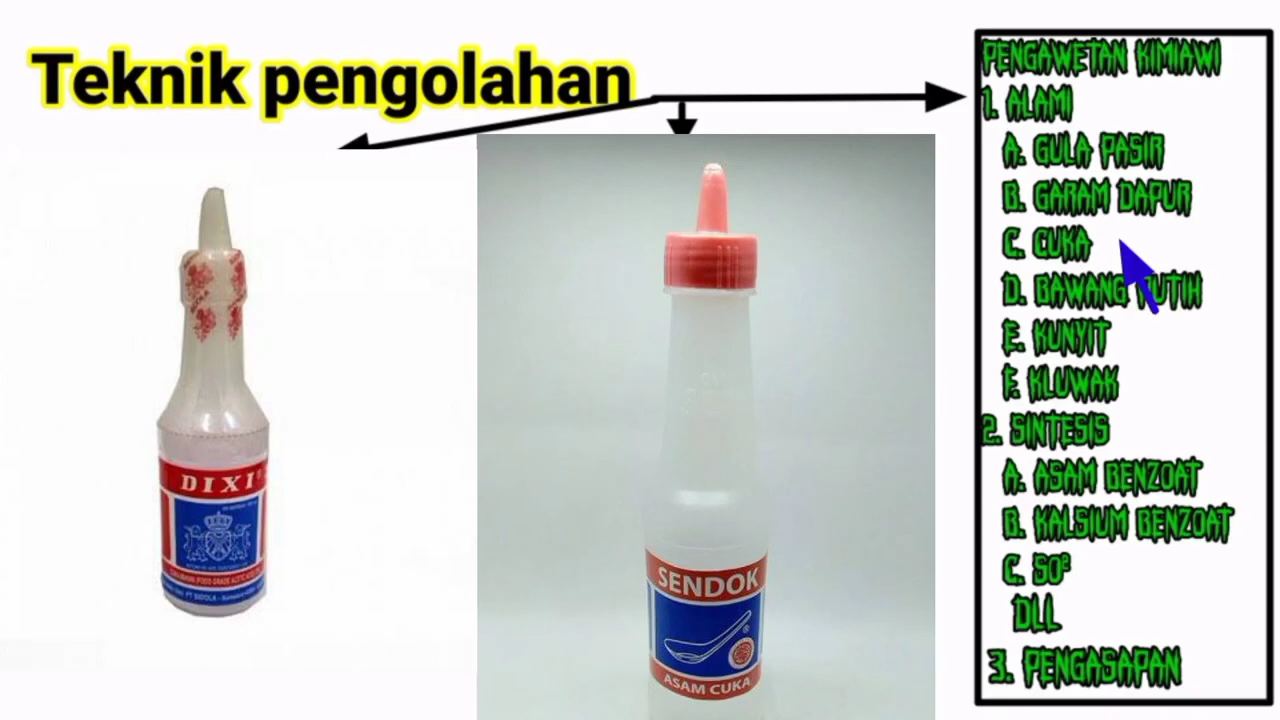 Teknik pengolahan
DIXI
SENDOK
ASAM CUKA
PENGAWETAN KIMIAWI
1. ALAMI
A. GULA PASIR
B. GARAM DAPUR
C. CUKA
D. BAWANG PUTIH
E. KUNYIT
F. KLUWAK
2. SINTESIS
A. ASAM BENZOAT
B. KALSIUM BENZOAT
C. SO²
DLL
3. PENGASAPAN